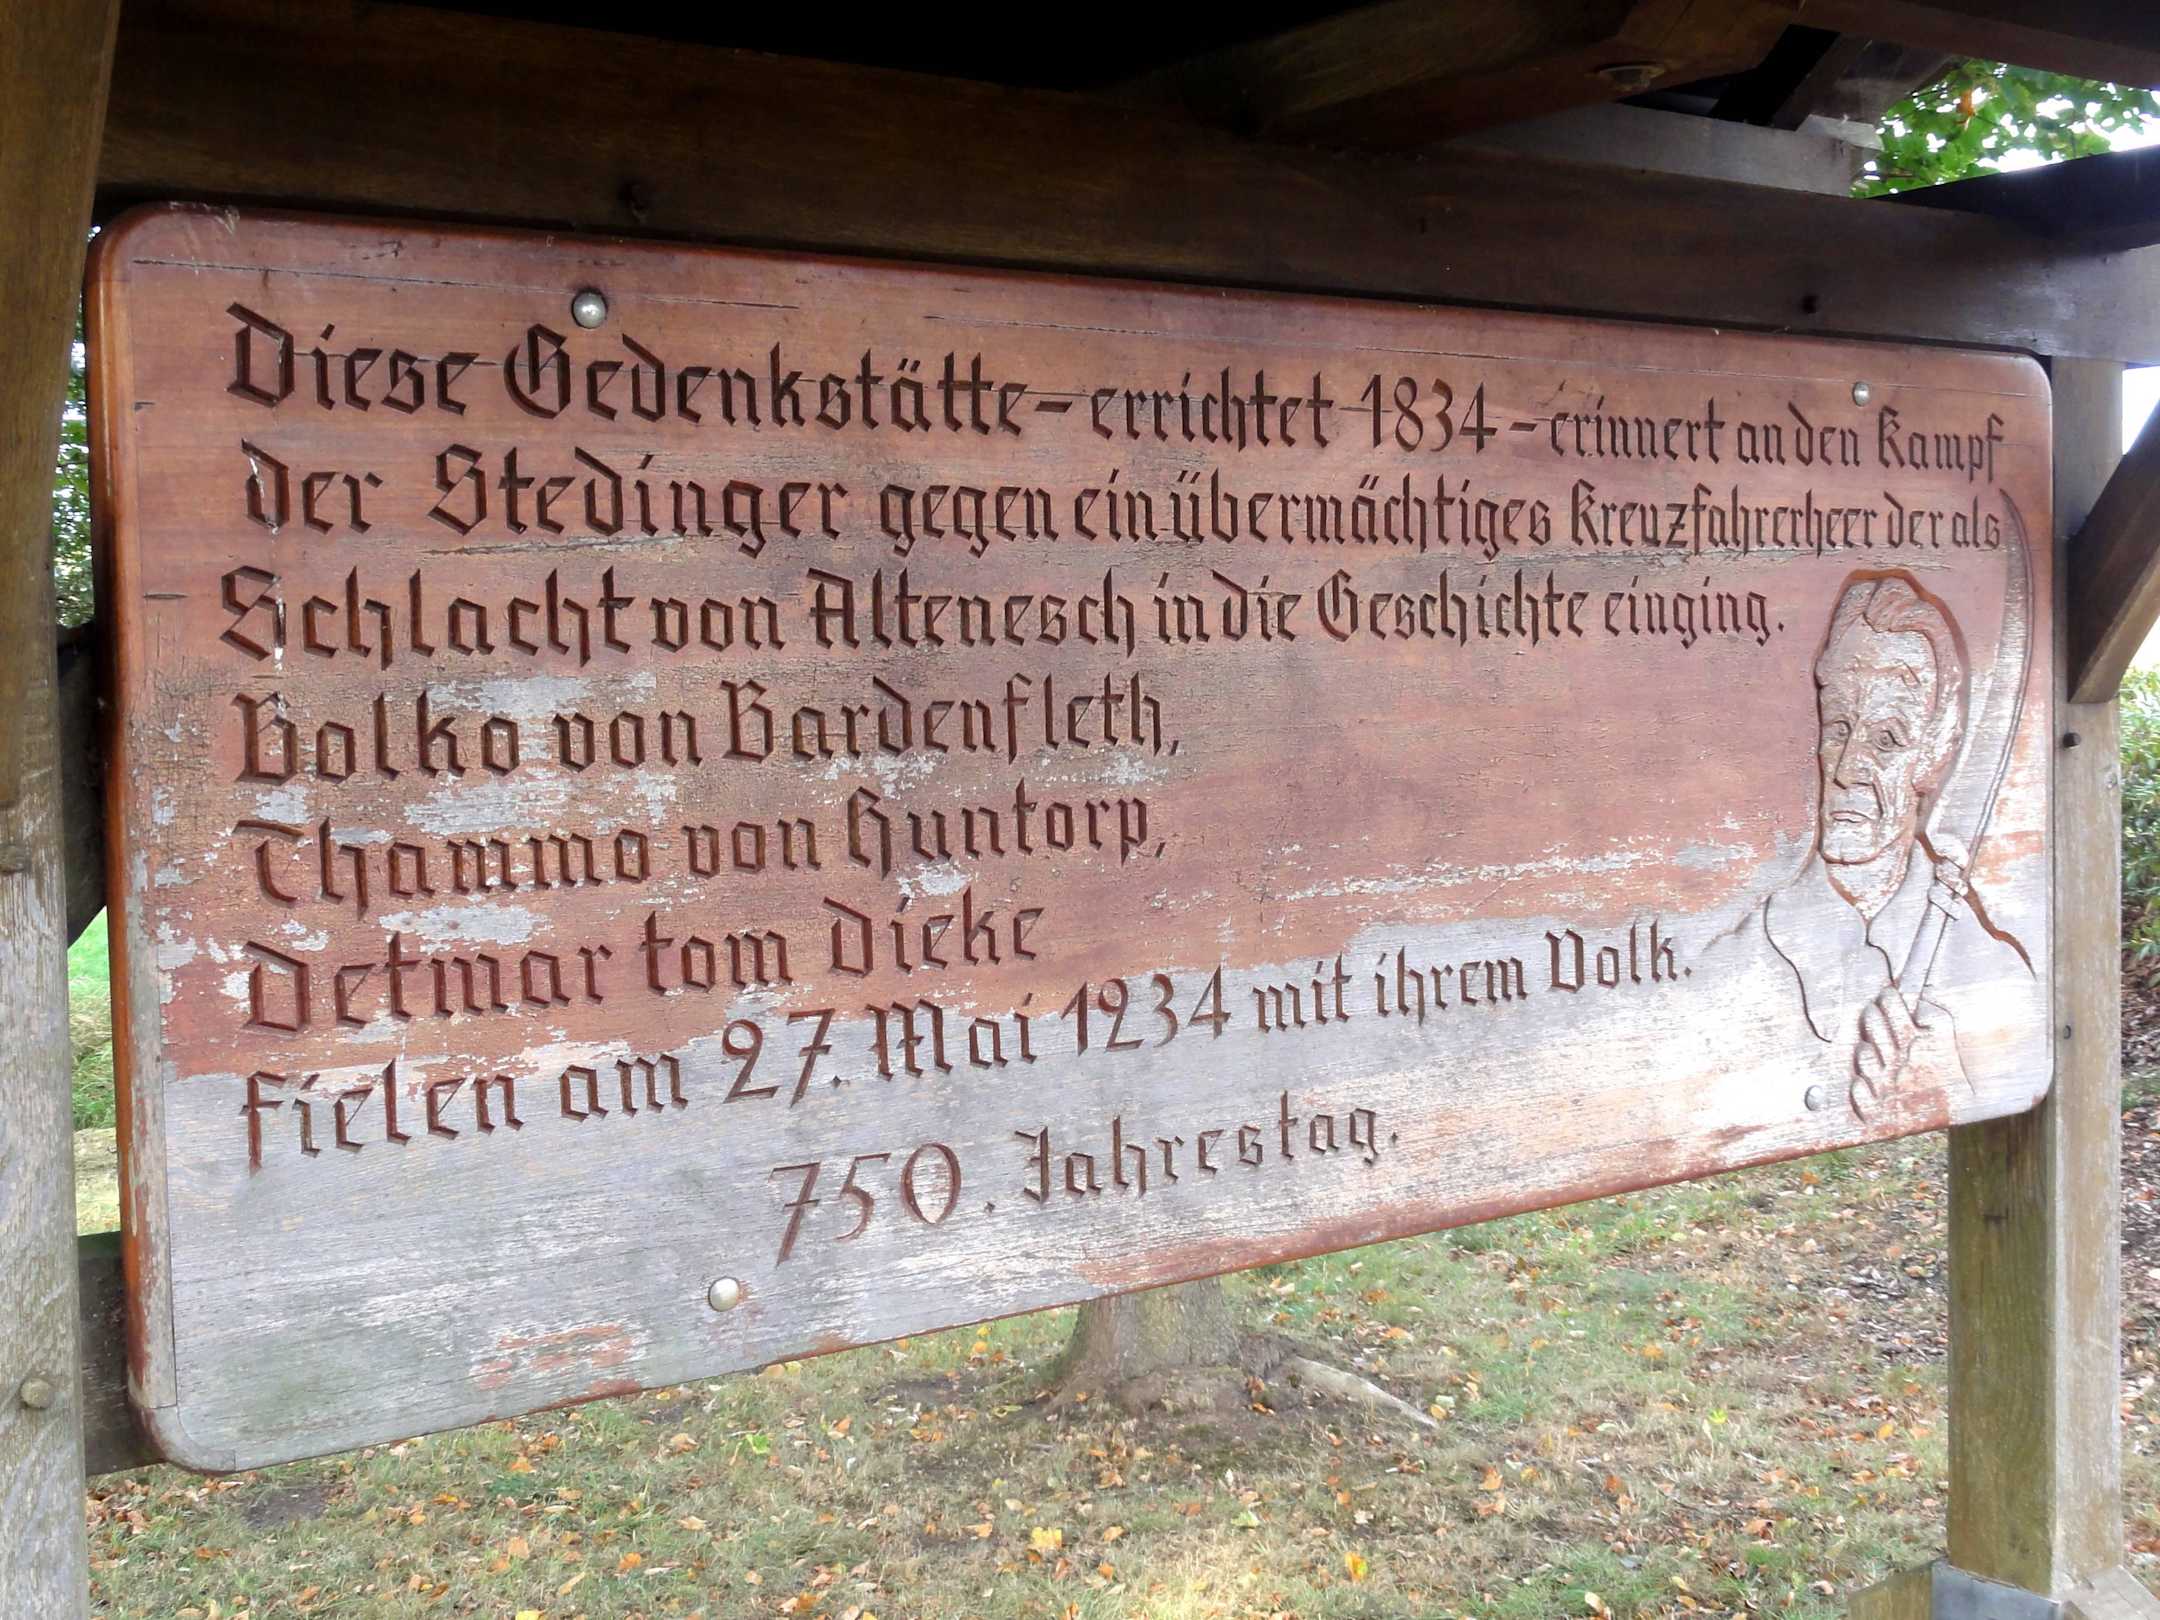 Diese Gedenkstätte - errichtet 1834 - erinnert an den Kampf
der Stedinger gegen ein übermächtiges Kreuzfahrerheer der als
Schlacht von Altenesch in die Geschichte einging.
Bolko von Bardenfleth,
Thammo von Huntorp,
Detmar tom Dieke
fielen am 27. Mai 1234 mit ihrem Volk.
750. Jahrestag.